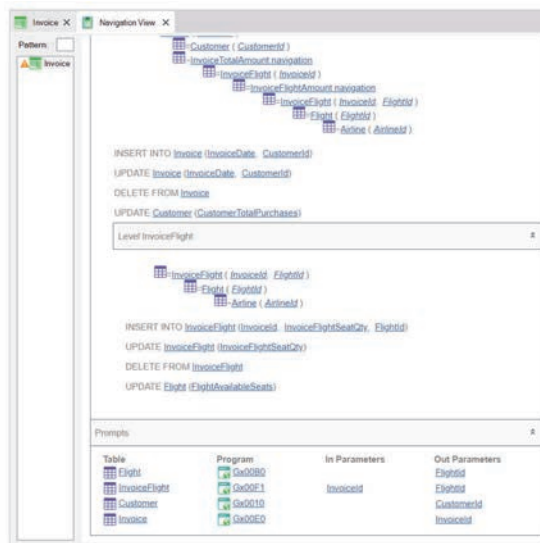 Invoice X Navigation View X
Pattern:
Invoice
=Customer ( CustomerId )
=InvoiceTotalAmount navigation
=InvoiceFlight ( InvoiceId )
=InvoiceFlightAmount navigation
=InvoiceFlight ( InvoiceId, FlightId )
=Flight ( FlightId )
~Airline ( AirlineId )
INSERT INTO Invoice (InvoiceDate, CustomerId)
UPDATE Invoice (InvoiceDate, CustomerId)
DELETE FROM Invoice
UPDATE Customer (CustomerTotalPurchases)
Level InvoiceFlight
=InvoiceFlight ( InvoiceId, FlightId )
=Flight ( FlightId )
~Airline ( AirlineId )
INSERT INTO InvoiceFlight (InvoiceId, InvoiceFlightSeatQty, FlightId)
UPDATE InvoiceFlight (InvoiceFlightSeatQty)
DELETE FROM InvoiceFlight
UPDATE Flight (FlightAvailableSeats)
Prompts
Table Program In Parameters Out Parameters
Flight Gx00B0 FlightId
InvoiceFlight Gx00F1 InvoiceId FlightId
Customer Gx0010 CustomerId
Invoice Gx00E0 InvoiceId